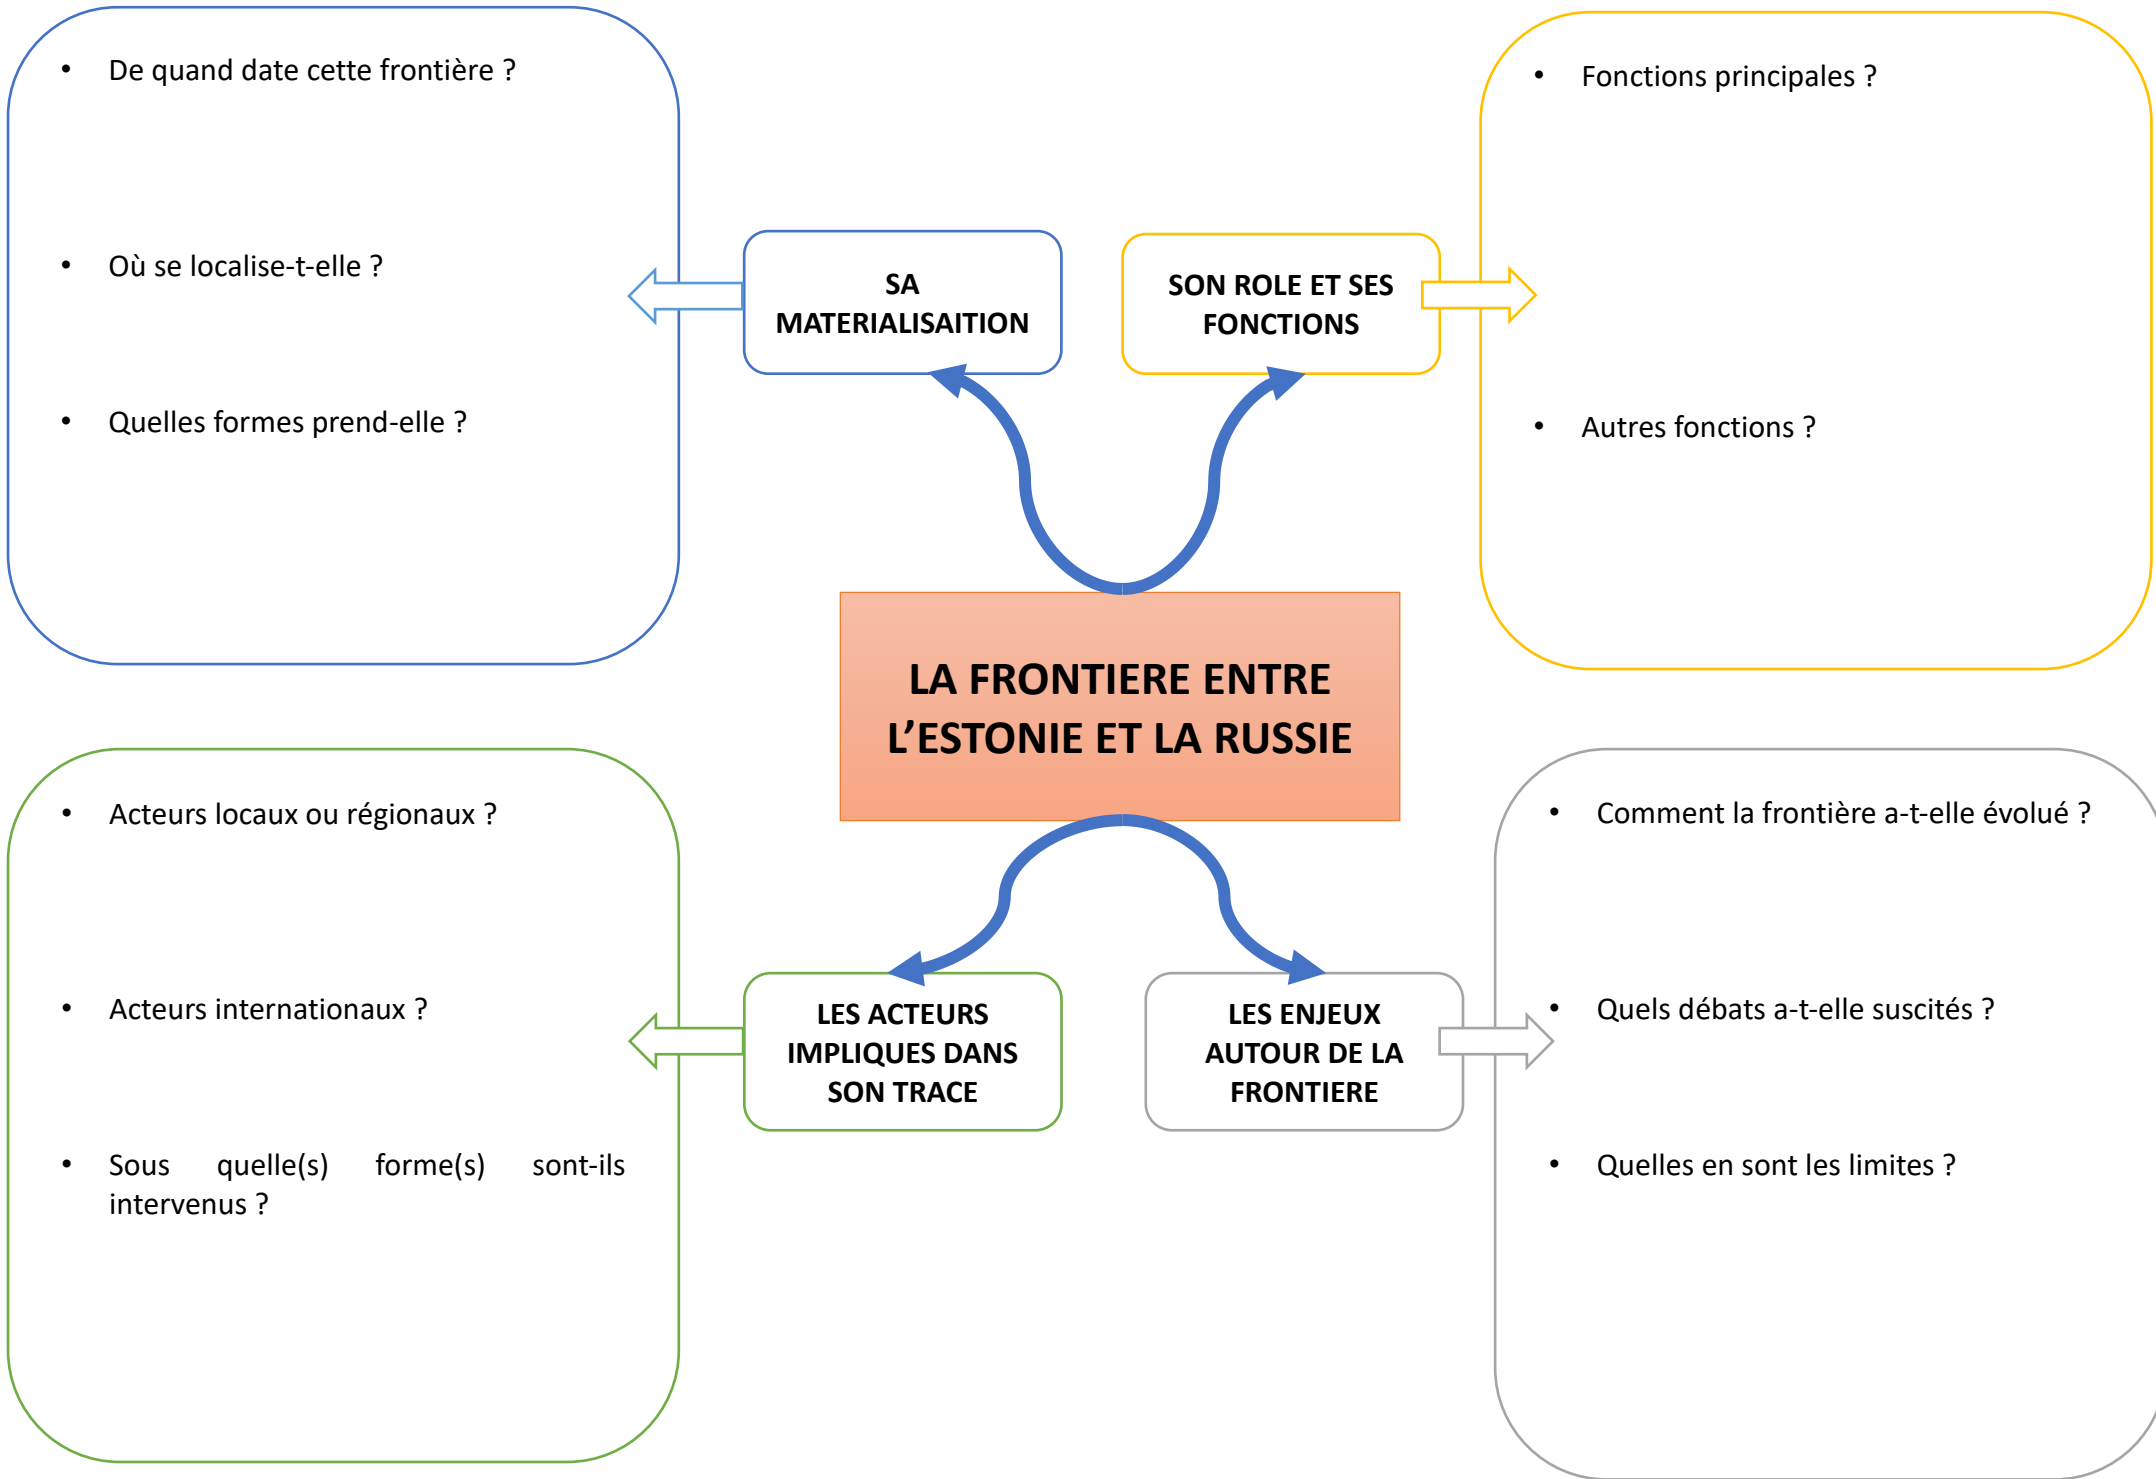 • De quand date cette frontière ?
• Où se localise-t-elle ?
• Quelles formes prend-elle ?
SA
MATERIALISAITION
SON ROLE ET SES
FONCTIONS
• Fonctions principales ?
• Autres fonctions ?
LA FRONTIERE ENTRE
L’ESTONIE ET LA RUSSIE
• Acteurs locaux ou régionaux ?
• Acteurs internationaux ?
• Sous quelle(s) forme(s) sont-ils
intervenus ?
LES ACTEURS
IMPLIQUES DANS
SON TRACE
LES ENJEUX
AUTOUR DE LA
FRONTIERE
• Comment la frontière a-t-elle évolué ?
• Quels débats a-t-elle suscités ?
• Quelles en sont les limites ?